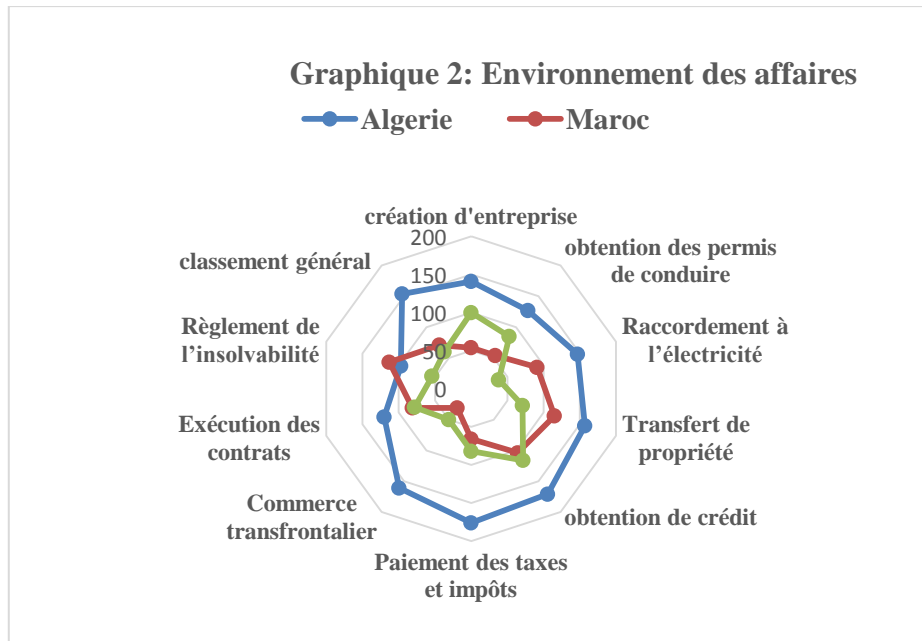 Graphique 2: Environnement des affaires
Algerie Maroc
création d'entreprise
obtention des permis
de conduire
Raccordement à
l’électricité
Transfert de
propriété
obtention de crédit
Paiement des taxes
et impôts
Commerce
transfrontalier
Exécution des
contrats
Règlement de
l’insolvabilité
classement général
200
150
100
50
0